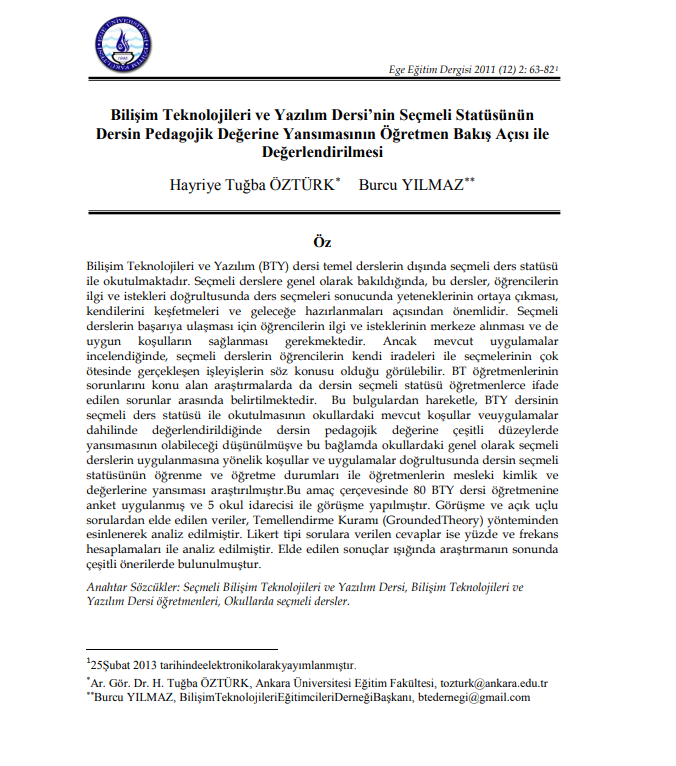 Ege Eğitim Dergisi 2011 (12) 2: 63-82¹
Bilişim Teknolojileri ve Yazılım Dersi’nin Seçmeli Statüsünün
Dersin Pedagojik Değerine Yansımasının Öğretmen Bakış Açısı ile
Değerlendirilmesi
Hayriye Tuğba ÖZTÜRK* Burcu YILMAZ**
Öz
Bilişim Teknolojileri ve Yazılım (BTY) dersi temel derslerin dışında seçmeli ders statüsü
ile okutulmaktadır. Seçmeli derslere genel olarak bakıldığında, bu dersler, öğrencilerin
ilgi ve istekleri doğrultusunda ders seçmeleri sonucunda yeteneklerinin ortaya çıkması,
kendilerini keşfetmeleri ve geleceğe hazırlanmaları açısından önemlidir. Seçmeli
derslerin başarıya ulaşması için öğrencilerin ilgi ve isteklerinin merkeze alınması ve de
uygun koşulların sağlanması gerekmektedir. Ancak mevcut uygulamalar
incelendiğinde, seçmeli derslerin öğrencilerin kendi iradeleri ile seçmelerinin çok
ötesinde gerçekleşen işleyişlerin söz konusu olduğu görülebilir. BT öğretmenlerinin
sorunlarını konu alan araştırmalarda da dersin seçmeli statüsü öğretmenlerce ifade
edilen sorunlar arasında belirtilmektedir. Bu bulgulardan hareketle, BTY dersinin
seçmeli ders statüsü ile okutulmasının okullardaki mevcut koşullar veuygulamalar
dahilinde değerlendirildiğinde dersin pedagojik değerine çeşitli düzeylerde
yansımasının olabileceği düşünülmüşve bu bağlamda okullardaki genel olarak seçmeli
derslerin uygulanmasına yönelik koşullar ve uygulamalar doğrultusunda dersin seçmeli
statüsünün öğrenme ve öğretme durumları ile öğretmenlerin mesleki kimlik ve
değerlerine yansıması araştırılmıştır.Bu amaç çerçevesinde 80 BTY dersi öğretmenine
anket uygulanmış ve 5 okul idarecisi ile görüşme yapılmıştır. Görüşme ve açık uçlu
sorulardan elde edilen veriler, Temellendirme Kuramı (GroundedTheory) yönteminden
esinlenerek analiz edilmiştir. Likert tipi sorulara verilen cevaplar ise yüzde ve frekans
hesaplamaları ile analiz edilmiştir. Elde edilen sonuçlar ışığında araştırmanın sonunda
çeşitli önerilerde bulunulmuştur.
Anahtar Sözcükler: Seçmeli Bilişim Teknolojileri ve Yazılım Dersi, Bilişim Teknolojileri ve
Yazılım Dersi öğretmenleri, Okullarda seçmeli dersler.
¹25Şubat 2013 tarihindeelektronikolarakyayımlanmıştır.
*Ar. Gör. Dr. H. Tuğba ÖZTÜRK, Ankara Üniversitesi Eğitim Fakültesi, tozturk@ankara.edu.tr
**Burcu YILMAZ, BilişimTeknolojileriEğitimcileriDerneğiBaşkanı, btedernegi@gmail.com